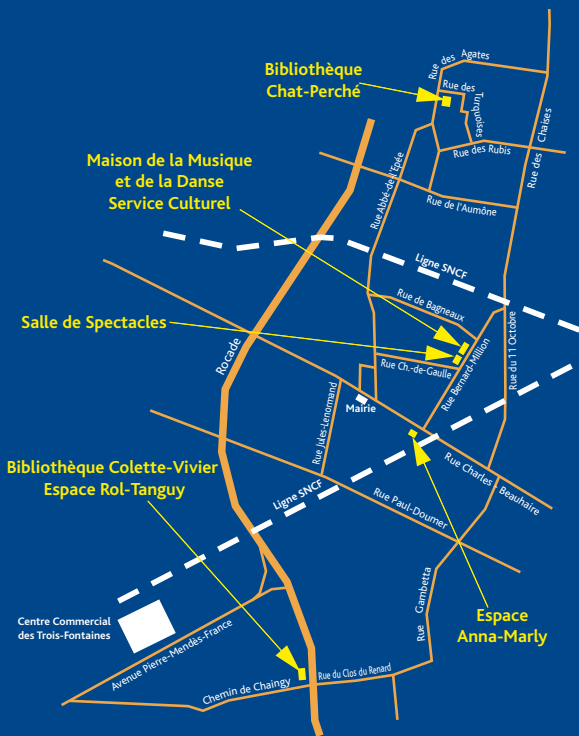 Rue des Agates
Bibliothèque
Chat-Perché
Rue des
Turquoises
Rue des Rubis
Rue des Chaises
Maison de la Musique
et de la Danse
Service Culturel
Rue Abbé-de-l'Epée
Rue de l'Aumône
Ligne SNCF
Rue de Bagneaux
Salle de Spectacles
Rocade
Rue Ch.-de-Gaulle
Rue Bernard-Million
Rue du 11 Octobre
Mairie
Rue Jules-Lenormand
Bibliothèque Colette-Vivier
Espace Rol-Tanguy
Ligne SNCF
Rue Charles - Beauhaire
Rue Paul-Doumer
Espace
Anna-Marly
Rue Gambetta
Centre Commercial
des Trois-Fontaines
Avenue Pierre-Mendès-France
Chemin de Chaingy
Rue du Clos du Renard